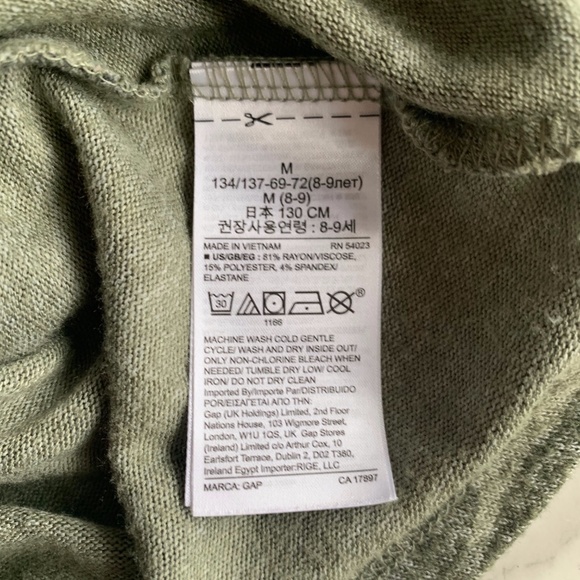 M
134/137-69-72(8-9лет)
M (8-9)
日本 130 CM
권장사용연령 : 8-9세
MADE IN VIETNAM RN 54023
■ US/GB/EG : 81% RAYON/VISCOSE,
15% POLYESTER, 4% SPANDEX/
ELASTANE
30
®
1166
MACHINE WASH COLD GENTLE
CYCLE/ WASH AND DRY INSIDE OUT/
ONLY NON-CHLORINE BLEACH WHEN
NEEDED/ TUMBLE DRY LOW/ COOL
IRON/ DO NOT DRY CLEAN
Imported By/Importe Par/DISTRIBUIDO
POR/ΕΙΣΑΓΕΤΑΙ ΑΠΟ ΤΗΝ:
Gap (UK Holdings) Limited, 2nd Floor
Nations House, 103 Wigmore Street,
London, W1U 1QS, UK Gap Stores
(Ireland) Limited c/o Arthur Cox, 10
Earlsfort Terrace, Dublin 2, D02 T380,
Ireland Egypt Importer:RIGE, LLC
MARCA: GAP CA 17897